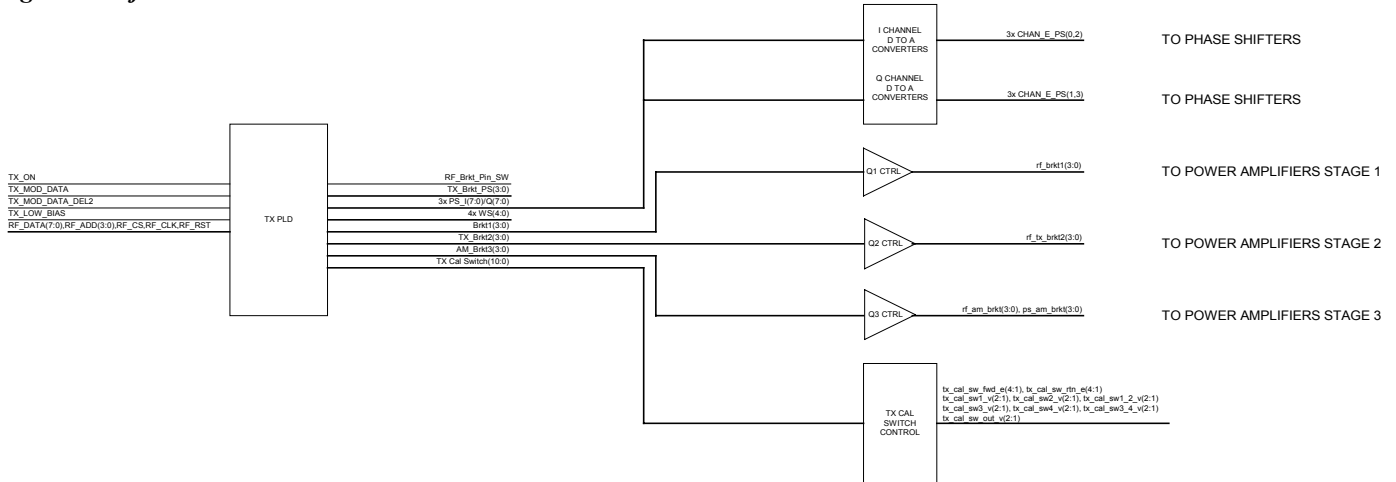 I CHANNEL
D TO A
CONVERTERS
3x CHAN_E_PS(0,2)
TO PHASE SHIFTERS
Q CHANNEL
D TO A
CONVERTERS
3x CHAN_E_PS(1,3)
TO PHASE SHIFTERS
TX_ON
TX_MOD_DATA
TX_MOD_DATA_DEL2
TX_LOW_BIAS
RF_DATA(7:0),RF_ADD(3:0),RF_CS,RF_CLK,RF_RST
TX PLD
RF_Brkt_Pin_SW
TX_Brkt_PS(3:0)
3x PS_I(7:0)/Q(7:0)
4x WS(4:0)
Brkt1(3:0)
TX_Brkt2(3:0)
AM_Brkt3(3:0)
TX Cal Switch(10:0)
Q1 CTRL
rf_brkt1(3:0)
TO POWER AMPLIFIERS STAGE 1
Q2 CTRL
rf_tx_brkt2(3:0)
TO POWER AMPLIFIERS STAGE 2
Q3 CTRL
rf_am_brkt(3:0), ps_am_brkt(3:0)
TO POWER AMPLIFIERS STAGE 3
TX CAL
SWITCH
CONTROL
tx_cal_sw_fwd_e(4:1), tx_cal_sw_rtn_e(4:1)
tx_cal_sw1_v(2:1), tx_cal_sw2_v(2:1), tx_cal_sw1_2_v(2:1)
tx_cal_sw3_v(2:1), tx_cal_sw4_v(2:1), tx_cal_sw3_4_v(2:1)
tx_cal_sw_out_v(2:1)